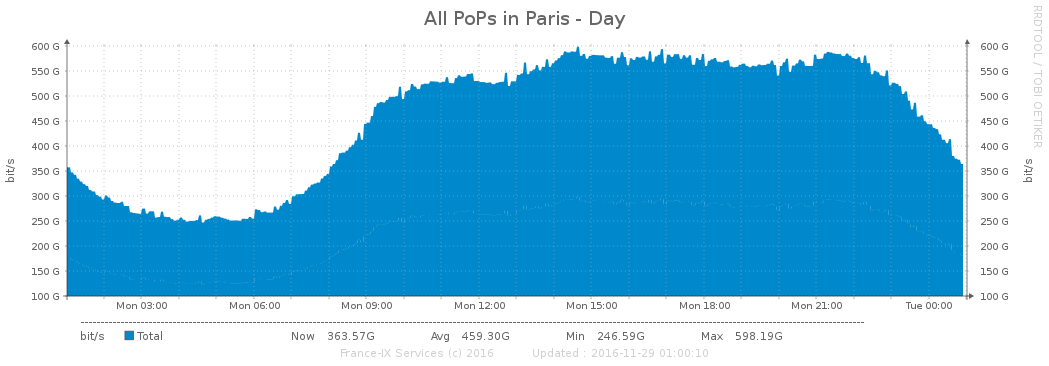 All PoPs in Paris - Day
RRDTOOL / TOBI OETIKER
600 G 600 G
550 G 550 G
500 G 500 G
450 G 450 G
400 G 400 G
350 G 350 G
300 G 300 G
250 G 250 G
200 G 200 G
150 G 150 G
100 G 100 G
bit/s bit/s
Mon 03:00 Mon 06:00 Mon 09:00 Mon 12:00 Mon 15:00 Mon 18:00 Mon 21:00 Tue 00:00
bit/s Total Now 363.57G Avg 459.30G Min 246.59G Max 598.19G
France-IX Services (c) 2016 Updated : 2016-11-29 01:00:10